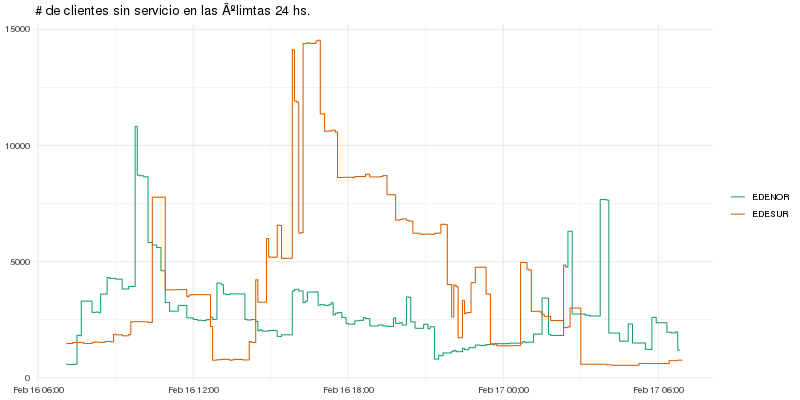 # de clientes sin servicio en las Ãºlimtas 24 hs.
15000
10000
5000
0
Feb 16 06:00
Feb 16 12:00
Feb 16 18:00
Feb 17 00:00
Feb 17 06:00
EDENOR
EDESUR